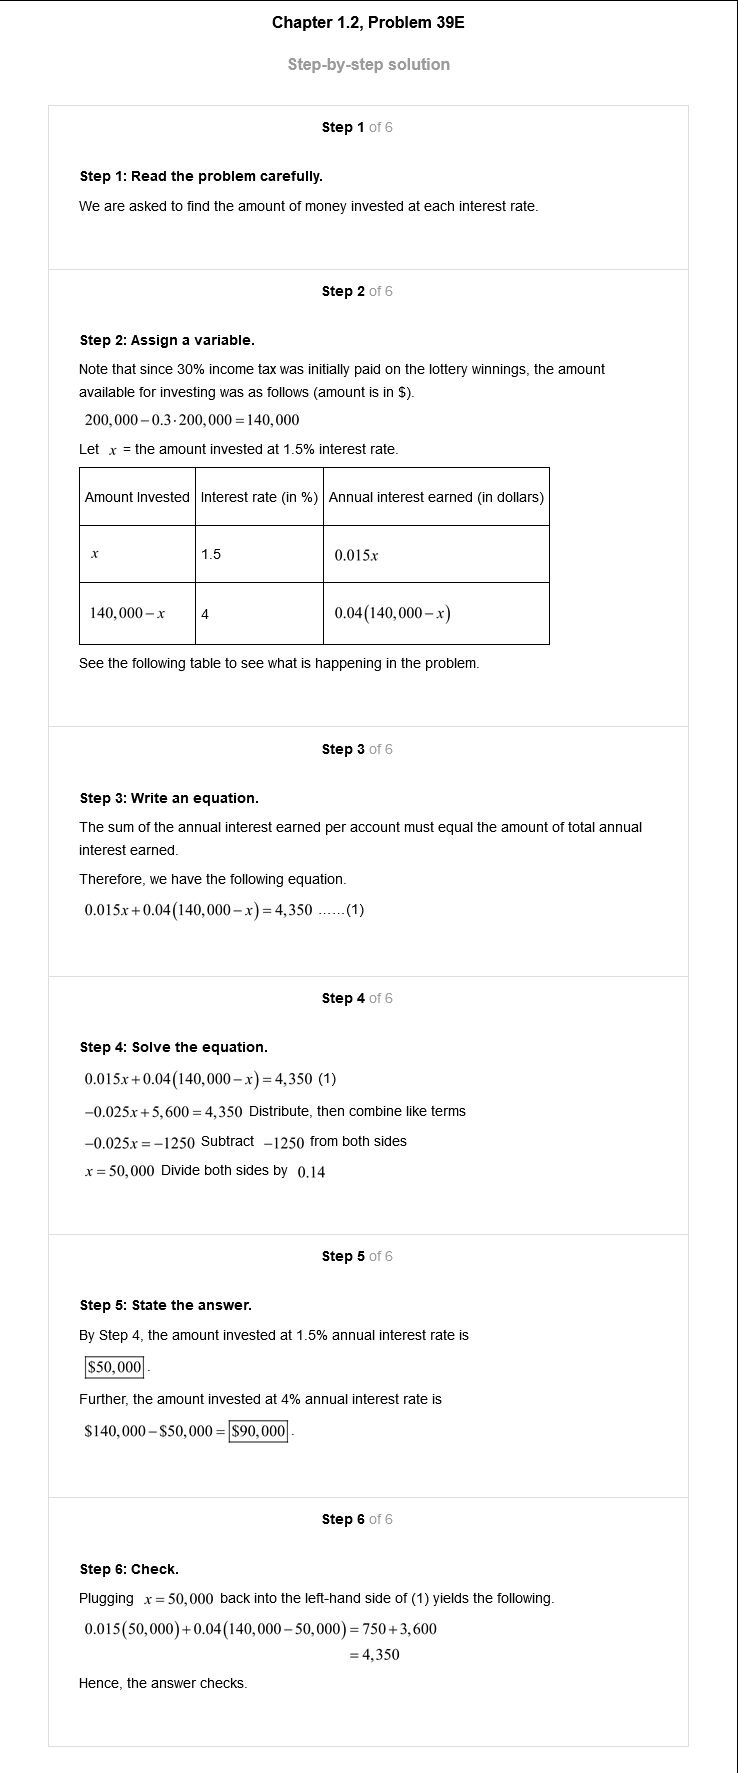 Chapter 1.2, Problem 39E
Step-by-step solution
Step 1 of 6
Step 1: Read the problem carefully.
We are asked to find the amount of money invested at each interest rate.
Step 2 of 6
Step 2: Assign a variable.
Note that since 30% income tax was initially paid on the lottery winnings, the amount
available for investing was as follows (amount is in $).
200,000 – 0.3 · 200,000 = 140,000
Let x = the amount invested at 1.5% interest rate.
Amount Invested Interest rate (in %) Annual interest earned (in dollars)
x 1.5 0.015x
140,000 – x 4 0.04(140,000 – x)
See the following table to see what is happening in the problem.
Step 3 of 6
Step 3: Write an equation.
The sum of the annual interest earned per account must equal the amount of total annual
interest earned.
Therefore, we have the following equation.
0.015x + 0.04(140,000 – x) = 4,350 ……(1)
Step 4 of 6
Step 4: Solve the equation.
0.015x + 0.04(140,000 – x) = 4,350 (1)
–0.025x + 5,600 = 4,350 Distribute, then combine like terms
–0.025x = –1250 Subtract –1250 from both sides
x = 50,000 Divide both sides by 0.14
Step 5 of 6
Step 5: State the answer.
By Step 4, the amount invested at 1.5% annual interest rate is
$50,000 .
Further, the amount invested at 4% annual interest rate is
$140,000 – $50,000 = $90,000 .
Step 6 of 6
Step 6: Check.
Plugging x = 50,000 back into the left-hand side of (1) yields the following.
0.015(50,000) + 0.04(140,000 – 50,000) = 750 + 3,600
= 4,350
Hence, the answer checks.